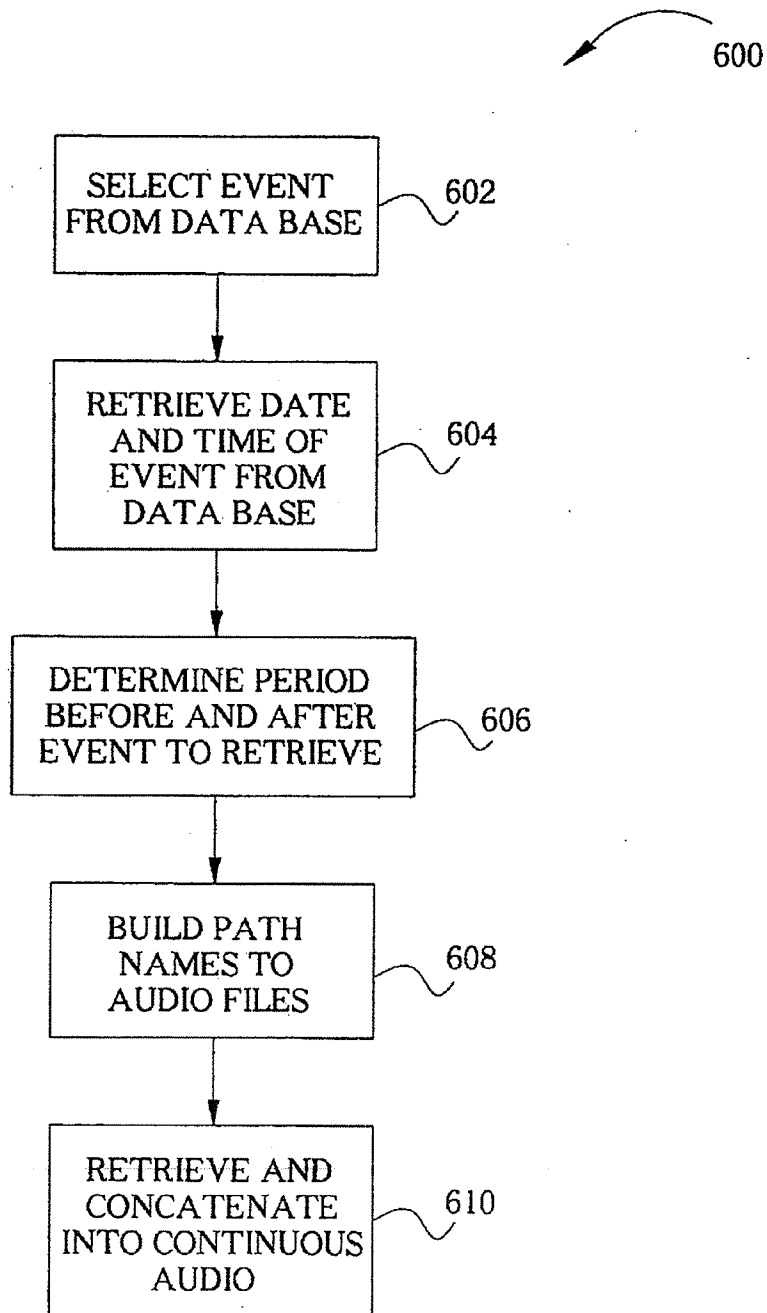 600
SELECT EVENT
FROM DATA BASE
602
RETRIEVE DATE
AND TIME OF
EVENT FROM
DATA BASE
604
DETERMINE PERIOD
BEFORE AND AFTER
EVENT TO RETRIEVE
606
BUILD PATH
NAMES TO
AUDIO FILES
608
RETRIEVE AND
CONCATENATE
INTO CONTINUOUS
AUDIO
610